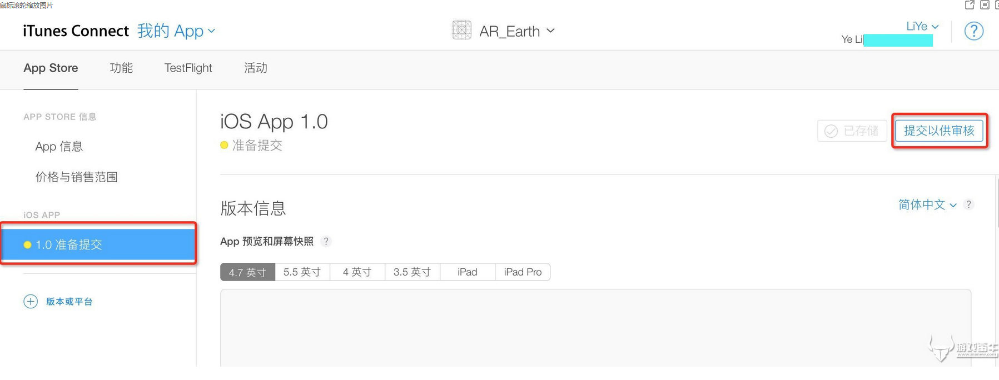 鼠标滚轮缩放图片
iTunes Connect 我的 App
AR_Earth
LiYe
Ye Li
?
App Store 功能 TestFlight 活动
APP STORE 信息
App 信息
价格与销售范围
iOS APP
1.0 准备提交
版本或平台
iOS App 1.0
准备提交
已存储
提交以供审核
版本信息
简体中文 ?
App 预览和屏幕快照 ?
4.7 英寸 5.5 英寸 4 英寸 3.5 英寸 iPad iPad Pro
游戏蛮牛
www.manew.com